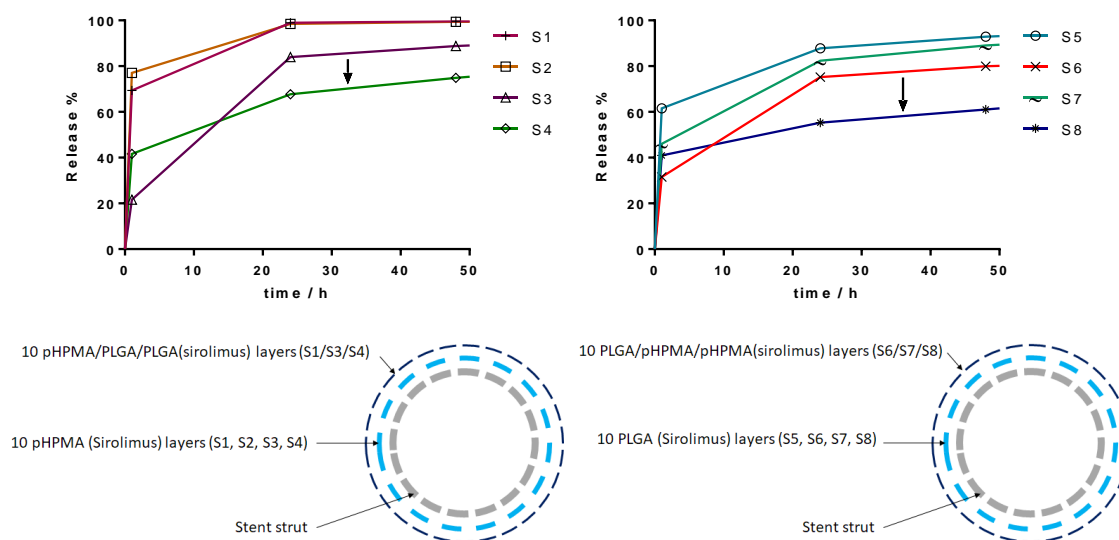 100
80
60
40
20
0
Release %
0 10 20 30 40 50
time / h
S1
S2
S3
S4
100
80
60
40
20
0
Release %
0 10 20 30 40 50
time / h
S5
S6
S7
S8
10 pHPMA/PLGA/PLGA(sirolimus) layers (S1/S3/S4)
10 pHPMA (Sirolimus) layers (S1, S2, S3, S4)
Stent strut
10 PLGA/pHPMA/pHPMA(sirolimus) layers (S6/S7/S8)
10 PLGA (Sirolimus) layers (S5, S6, S7, S8)
Stent strut